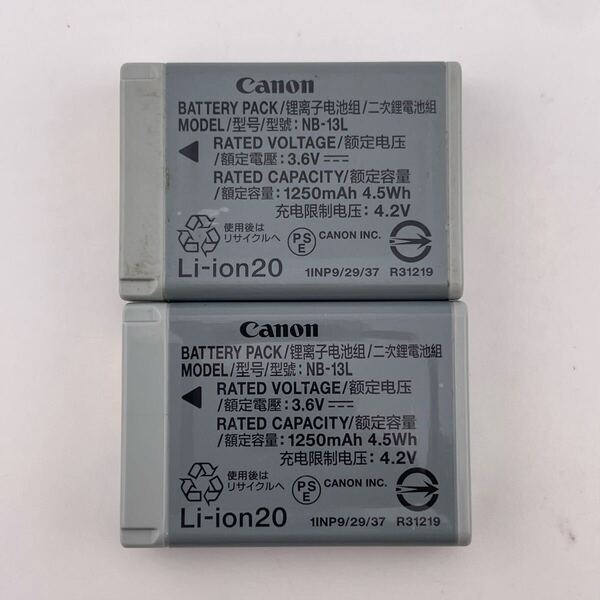 Canon
BATTERY PACK/锂离子电池组/二次鋰電池組
MODEL/型号/型號: NB-13L
RATED VOLTAGE/额定电压
/額定電壓: 3.6V⎓
RATED CAPACITY/额定容量
/額定容量: 1250mAh 4.5Wh
充电限制电压: 4.2V
使用後は
リサイクルへ
PSE
CANON INC.
Li-ion20
1INP9/29/37 R31219
Canon
BATTERY PACK/锂离子电池组/二次鋰電池組
MODEL/型号/型號: NB-13L
RATED VOLTAGE/额定电压
/額定電壓: 3.6V⎓
RATED CAPACITY/额定容量
/額定容量: 1250mAh 4.5Wh
充电限制电压: 4.2V
使用後は
リサイクルへ
PSE
CANON INC.
Li-ion20
1INP9/29/37 R31219